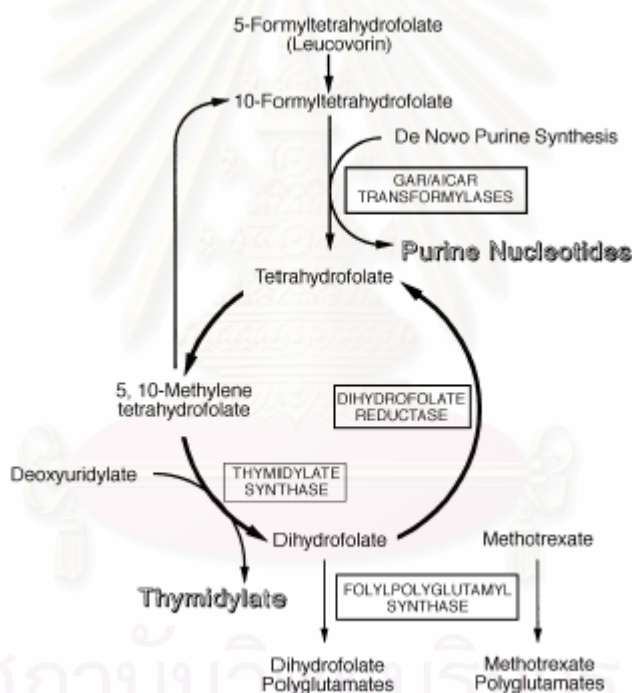 5-Formyltetrahydrofolate
(Leucovorin)
10-Formyltetrahydrofolate
De Novo Purine Synthesis
GAR/AICAR
TRANSFORMYLASES
Purine Nucleotides
Tetrahydrofolate
5, 10-Methylene
tetrahydrofolate
DIHYDROFOLATE
REDUCTASE
Deoxyuridylate
THYMIDYLATE
SYNTHASE
Dihydrofolate
Methotrexate
Thymidylate
FOLYLPOLYGLUTAMYL
SYNTHASE
Dihydrofolate
Polyglutamates
Methotrexate
Polyglutamates